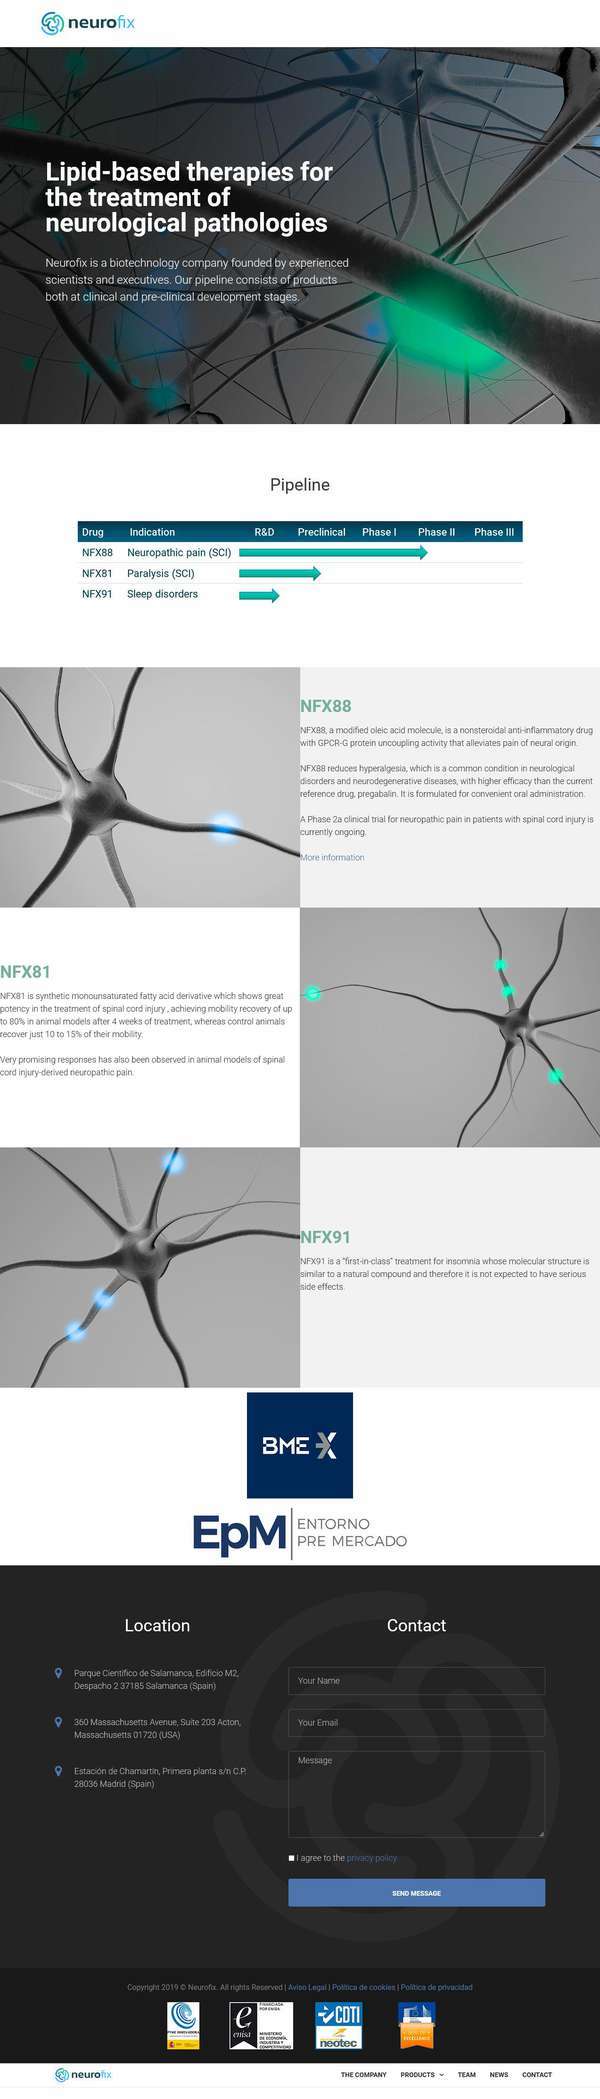 neurofix
Lipid-based therapies for
the treatment of
neurological pathologies
Neurofix is a biotechnology company founded by experienced
scientists and executives. Our pipeline consists of products
both at clinical and pre-clinical development stages.
Pipeline
Drug Indication R&D Preclinical Phase I Phase II Phase III
NFX88 Neuropathic pain (SCI)
NFX81 Paralysis (SCI)
NFX91 Sleep disorders
NFX88
NFX88, a modified oleic acid molecule, is a nonsteroidal anti-inflammatory drug
with GPCR-G protein uncoupling activity that alleviates pain of neural origin.
NFX88 reduces hyperalgesia, which is a common condition in neurological
disorders and neurodegenerative diseases, with higher efficacy than the current
reference drug, pregabalin. It is formulated for convenient oral administration.
A Phase 2a clinical trial for neuropathic pain in patients with spinal cord injury is
currently ongoing.
More information
NFX81
NFX81 is synthetic monounsaturated fatty acid derivative which shows great
potency in the treatment of spinal cord injury , achieving mobility recovery of up
to 80% in animal models after 4 weeks of treatment, whereas control animals
recover just 10 to 15% of their mobility.
Very promising responses has also been observed in animal models of spinal
cord injury-derived neuropathic pain.
NFX91
NFX91 is a "first-in-class" treatment for insomnia whose molecular structure is
similar to a natural compound and therefore it is not expected to have serious
side effects.
BME X
EpM ENTORNO
PRE MERCADO
Location
Parque Científico de Salamanca, Edificio M2,
Despacho 2 37185 Salamanca (Spain)
360 Massachusetts Avenue, Suite 203 Acton,
Massachusetts 01720 (USA)
Estación de Chamartín, Primera planta s/n C.P.
28036 Madrid (Spain)
Contact
Your Name
Your Email
Message
I agree to the privacy policy
SEND MESSAGE
Copyright 2019 © Neurofix. All rights Reserved | Aviso Legal | Política de cookies | Política de privacidad
PYME INNOVADORA
FINANCIADA
POR ENISA
enisa
MINISTERIO
DE ECONOMÍA,
INDUSTRIA Y
COMPETITIVIDAD
CDTI
neotec
neurofix THE COMPANY PRODUCTS TEAM NEWS CONTACT